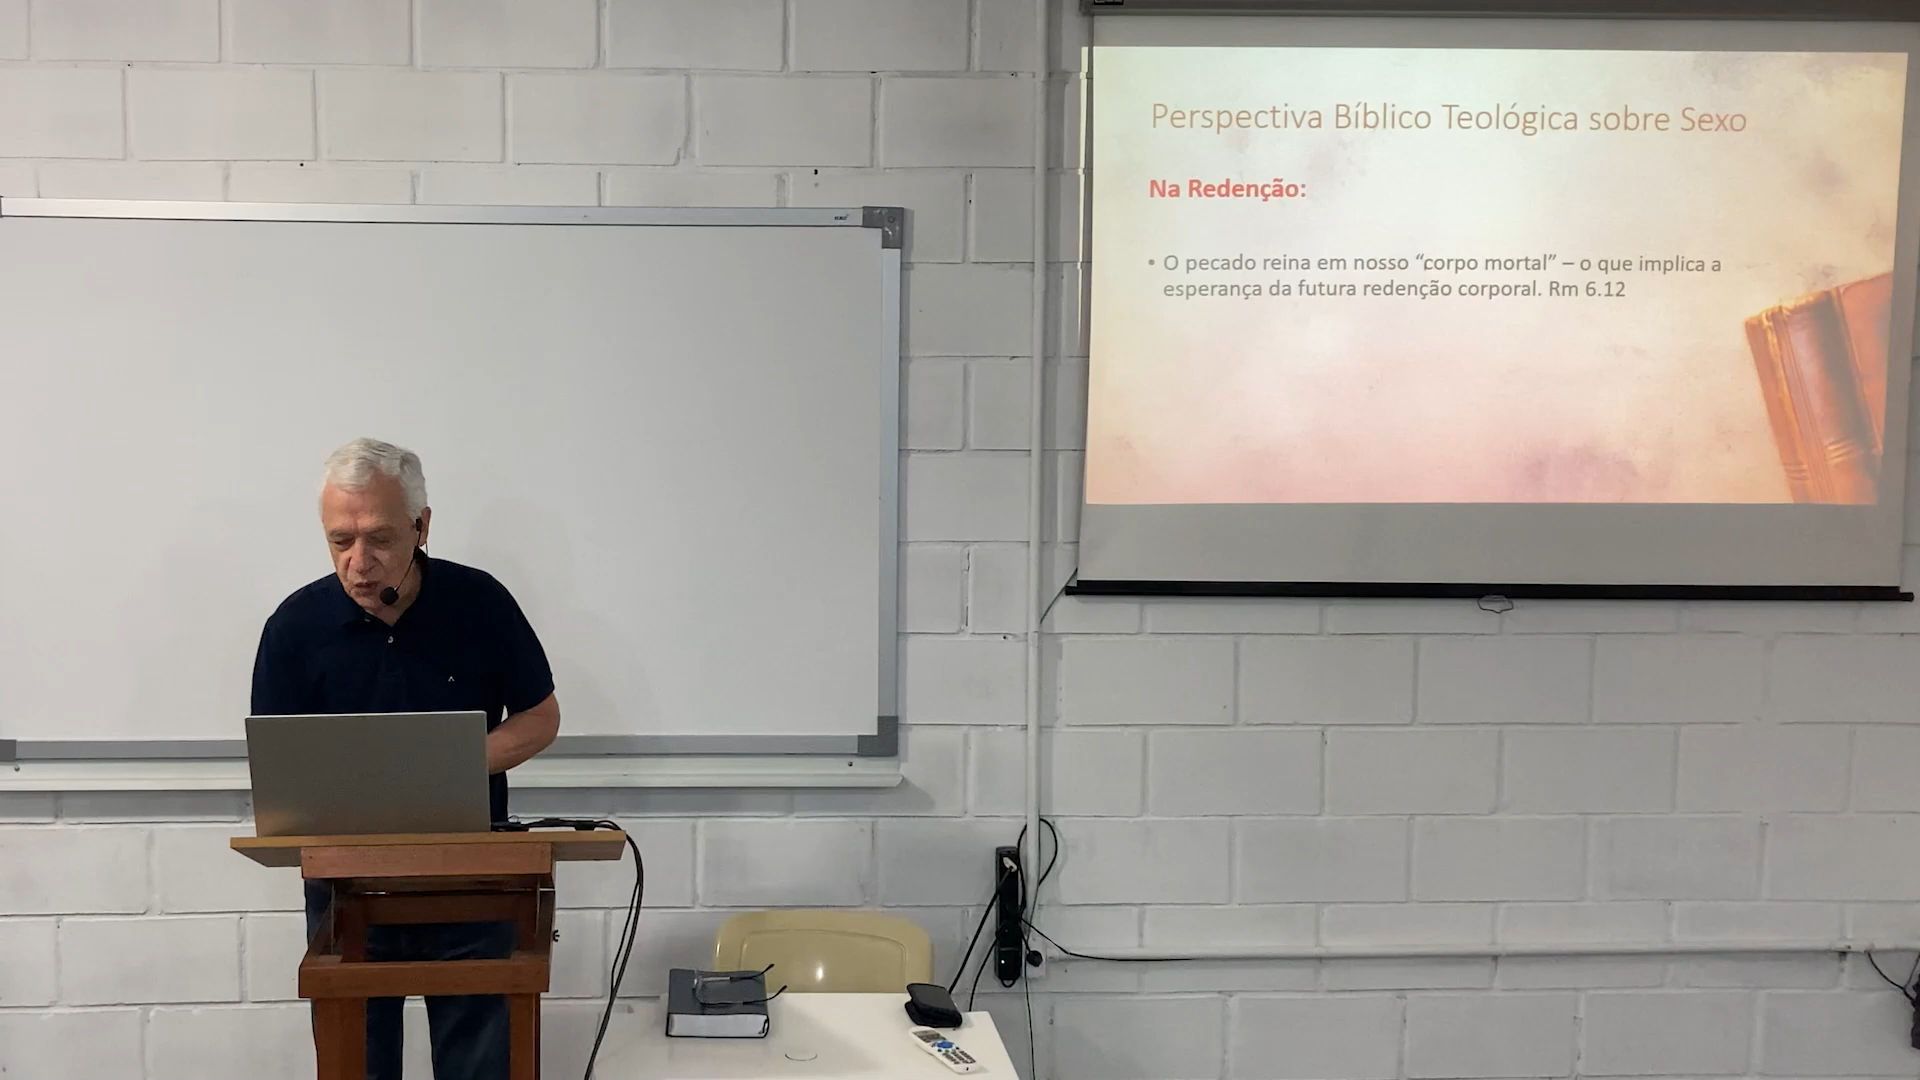 Perspectiva Bíblico Teológica sobre Sexo
Na Redenção:
• O pecado reina em nosso “corpo mortal” – o que implica a
esperança da futura redenção corporal. Rm 6.12